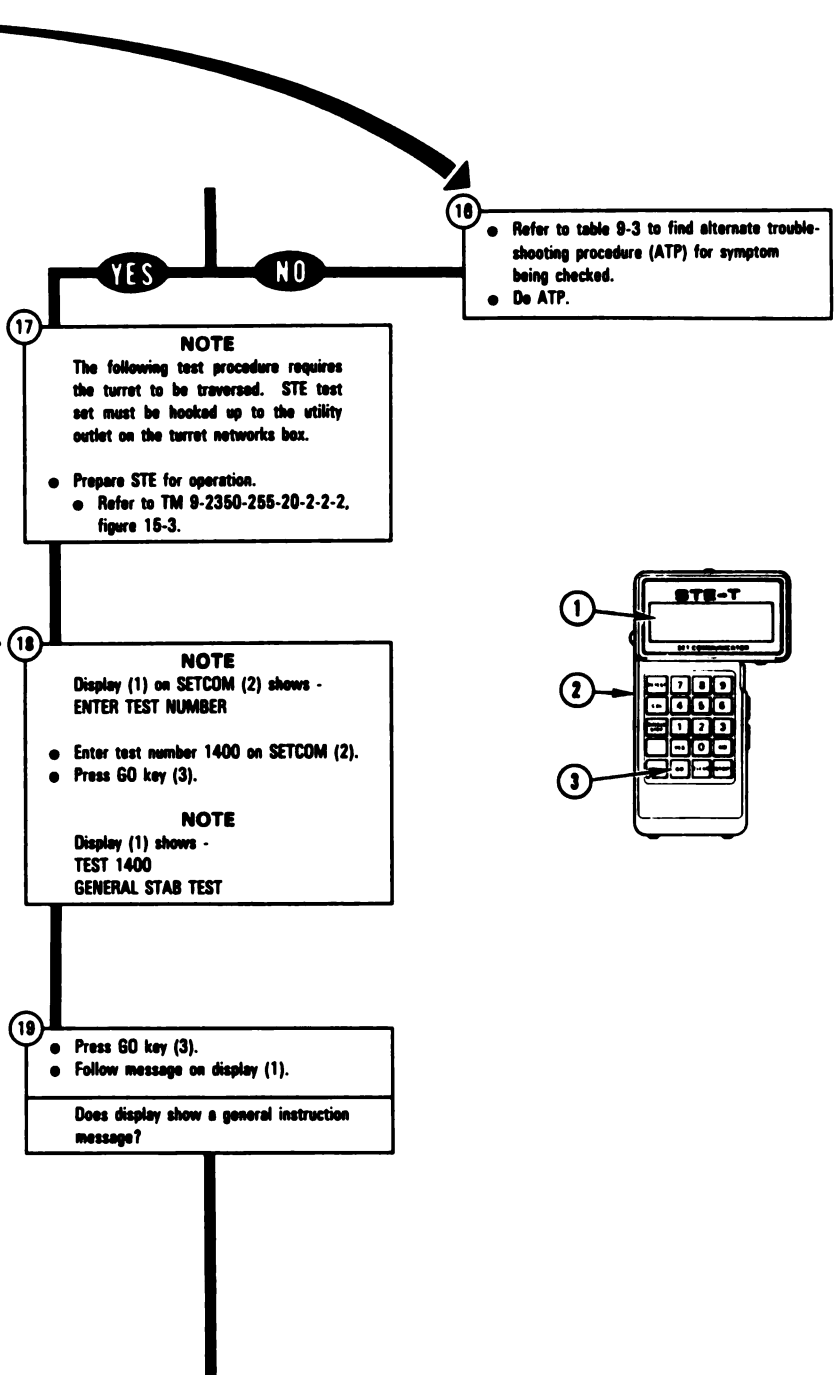 16
● Refer to table 9-3 to find alternate trouble-
shooting procedure (ATP) for symptom
being checked.
● Do ATP.
YES
NO
17
NOTE
The following test procedure requires
the turret to be traversed. STE test
set must be hooked up to the utility
outlet on the turret networks box.
● Prepare STE for operation.
● Refer to TM 9-2350-255-20-2-2-2,
figure 15-3.
18
NOTE
Display (1) on SETCOM (2) shows -
ENTER TEST NUMBER
● Enter test number 1400 on SETCOM (2).
● Press GO key (3).
NOTE
Display (1) shows -
TEST 1400
GENERAL STAB TEST
1
2
3
STE-T
SET COMMUNICATOR
7 8 9
4 5 6
1 2 3
YES 0 NO
GO
19
● Press GO key (3).
● Follow message on display (1).
Does display show a general instruction
message?